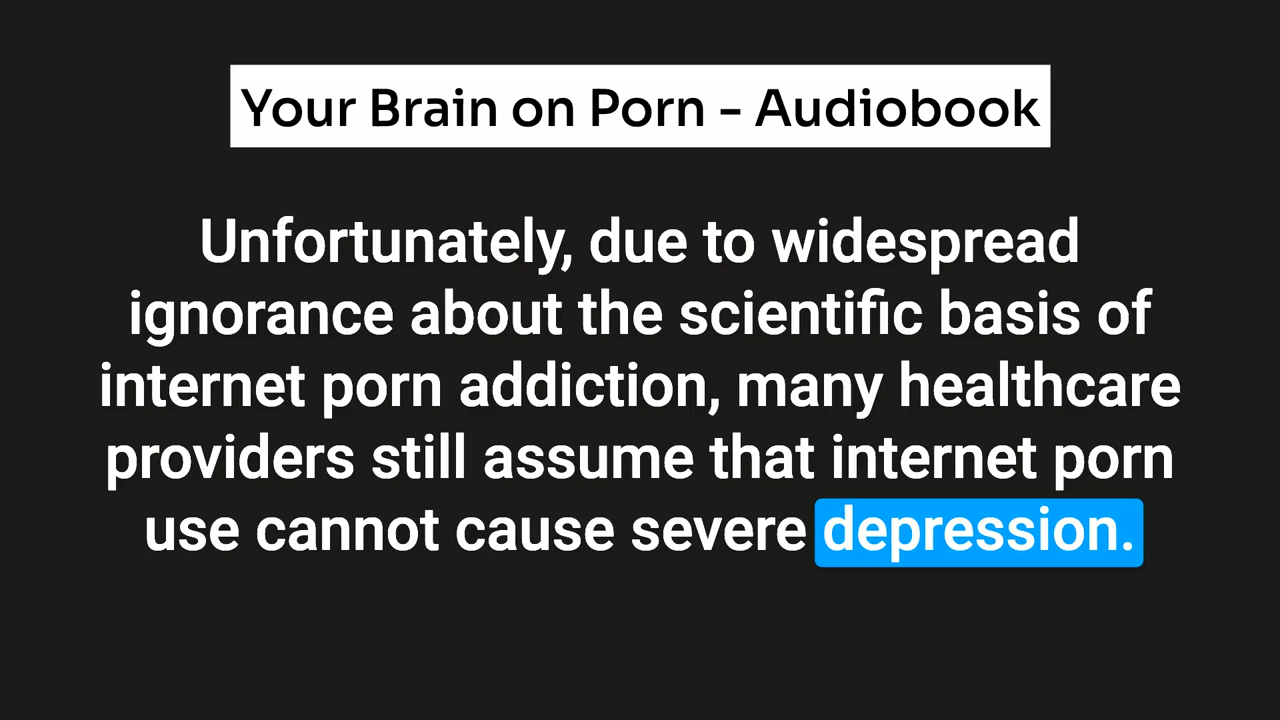 Your Brain on Porn - Audiobook
Unfortunately, due to widespread
ignorance about the scientific basis of
internet porn addiction, many healthcare
providers still assume that internet porn
use cannot cause severe depression.